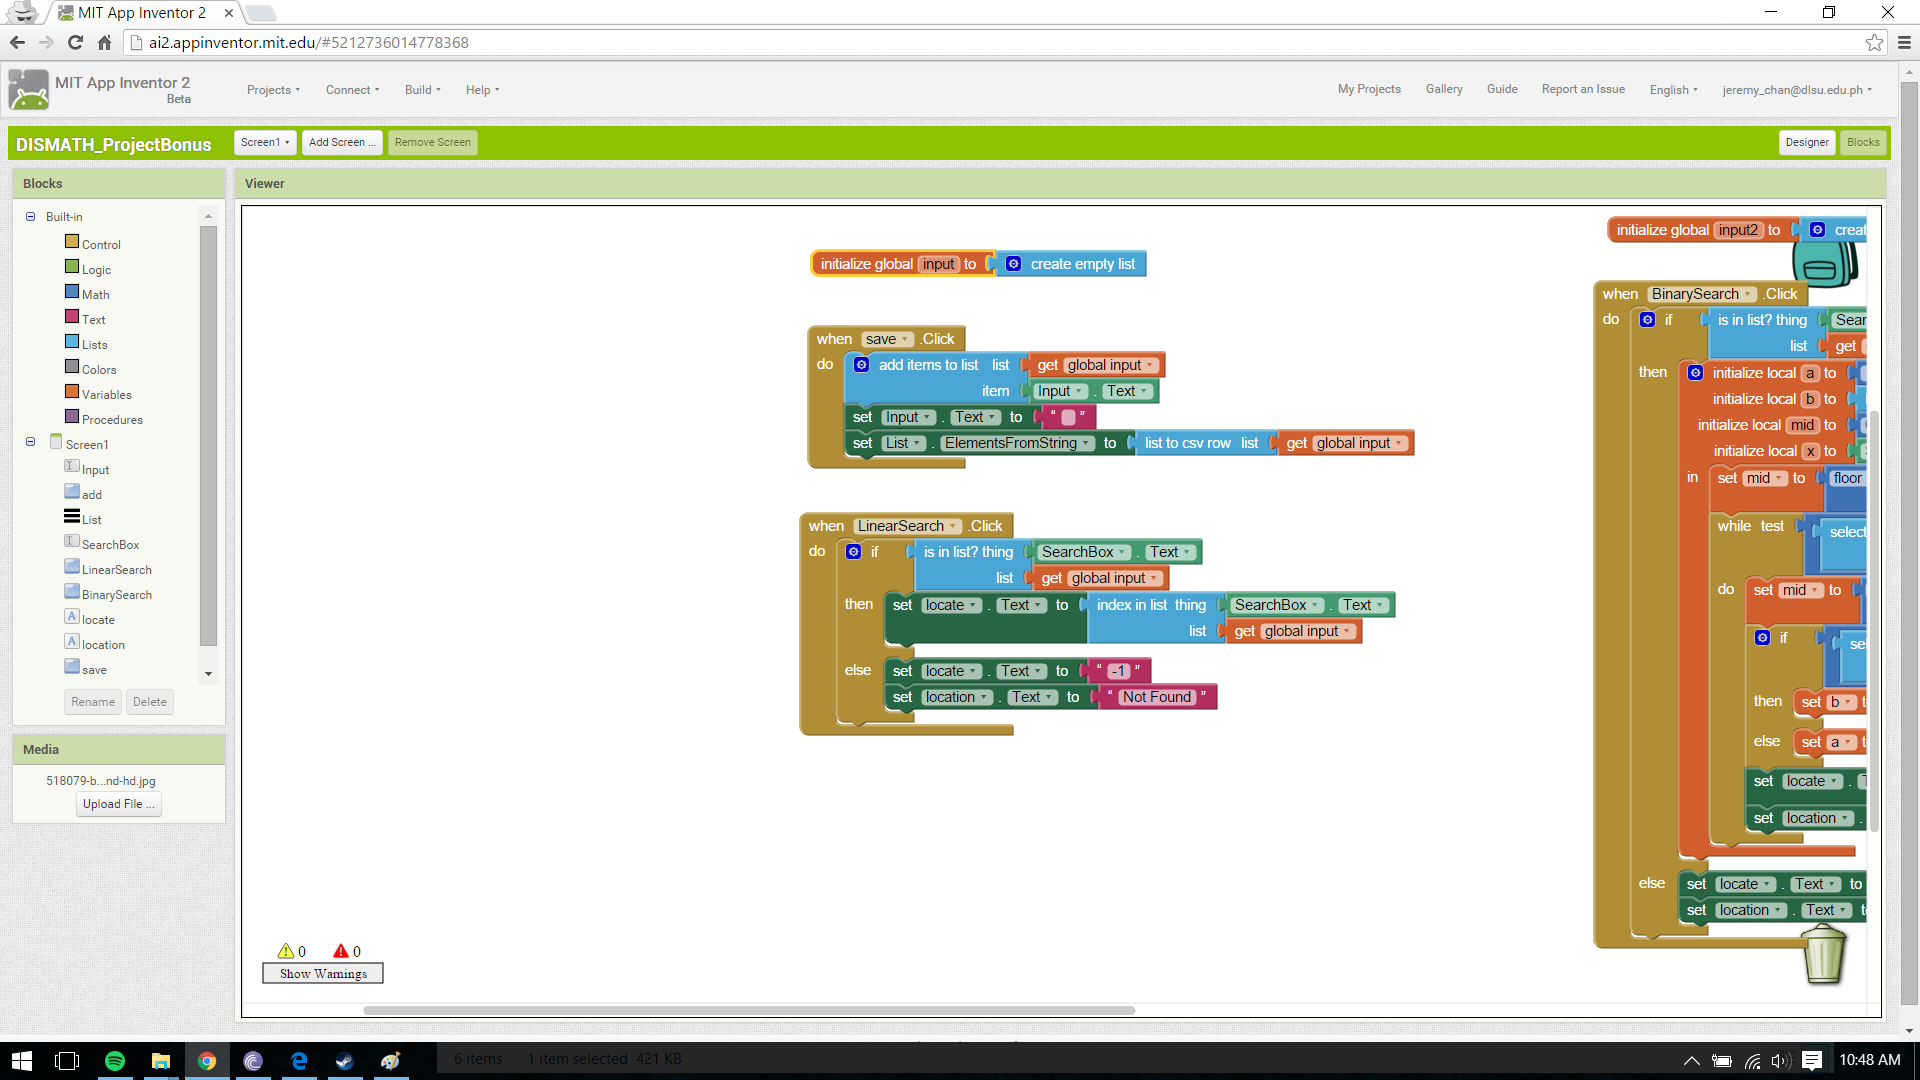 MIT App Inventor 2
ai2.appinventor.mit.edu/#5212736014778368
MIT App Inventor 2
Beta
Projects Connect Build Help
My Projects Gallery Guide Report an Issue English jeremy_chan@dlsu.edu.ph
DISMATH_ProjectBonus Screen1 Add Screen ... Remove Screen Designer Blocks
Blocks
Built-in
Control
Logic
Math
Text
Lists
Colors
Variables
Procedures
Screen1
Input
add
List
SearchBox
LinearSearch
BinarySearch
locate
location
save
Rename Delete
Media
518079-b...nd-hd.jpg
Upload File ...
Viewer
initialize global input to create empty list
when save .Click
do add items to list list get global input
item Input . Text
set Input . Text to “ ”
set List . ElementsFromString to list to csv row list get global input
when LinearSearch .Click
do if is in list? thing SearchBox . Text
list get global input
then set locate . Text to index in list thing SearchBox . Text
list get global input
else set locate . Text to “ -1 ”
set location . Text to “ Not Found ”
initialize global input2 to
when BinarySearch .Click
do if is in list? thing
list get
then initialize local a to
initialize local b to
initialize local mid to
initialize local x to
in set mid to floor
while test select
do set mid to
if
then set b
else set a
set locate .
set location .
else set locate . Text to
set location . Text
0 0
Show Warnings
6 items 1 item selected 421 KB
10:48 AM